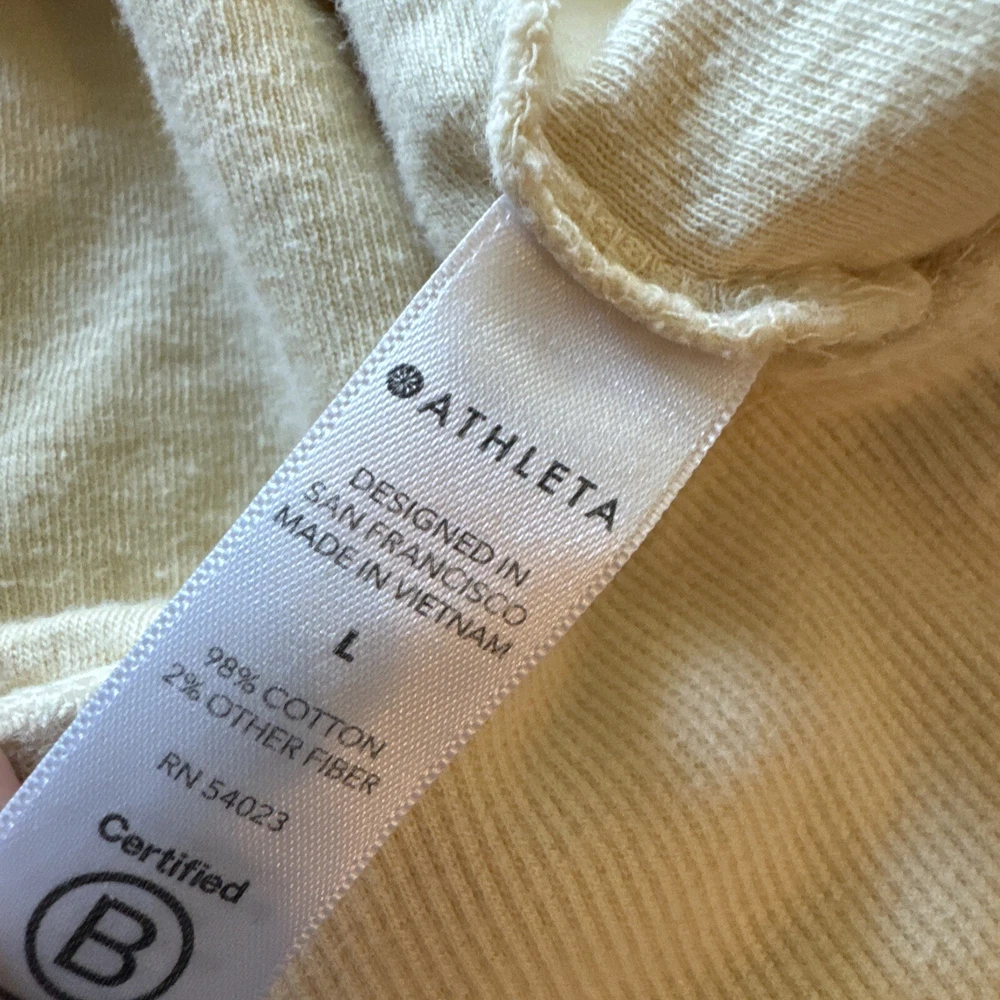 ATHLETA
DESIGNED IN
SAN FRANCISCO
MADE IN VIETNAM
L
98% COTTON
2% OTHER FIBER
RN 54023
Certified
B